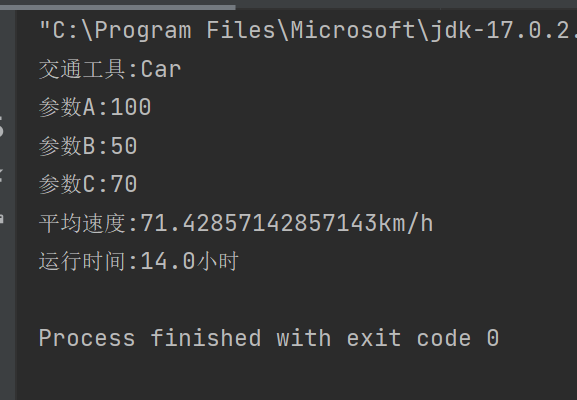 "C:\Program Files\Microsoft\jdk-17.0.2.
交通工具:Car
参数A:100
参数B:50
参数C:70
平均速度:71.42857142857143km/h
运行时间:14.0小时
Process finished with exit code 0